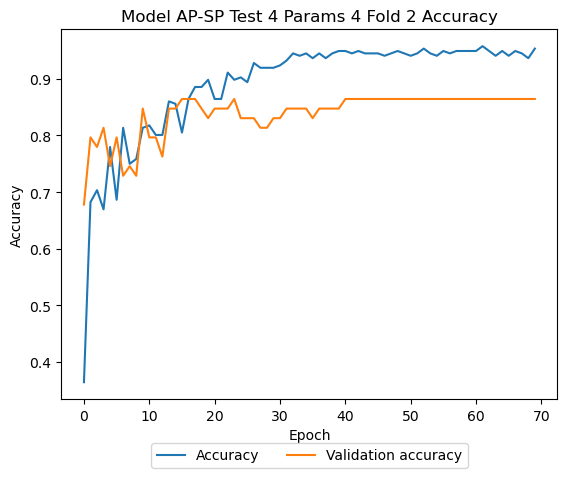 Model AP-SP Test 4 Params 4 Fold 2 Accuracy
Accuracy
0.9
0.8
0.7
0.6
0.5
0.4
0 10 20 30 40 50 60 70
Epoch
Accuracy Validation accuracy